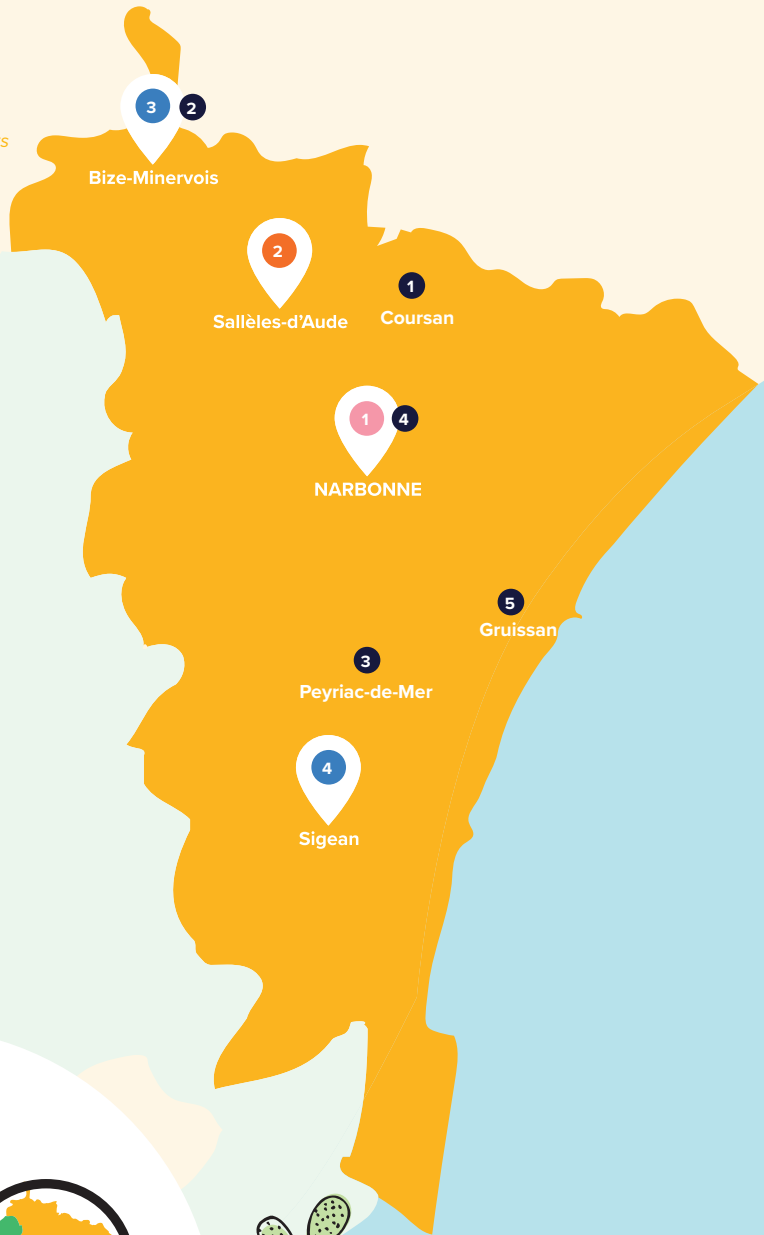 3 2
s
Bize-Minervois
2
1
Sallèles-d'Aude
Coursan
1 4
NARBONNE
5
Gruissan
3
Peyriac-de-Mer
4
Sigean